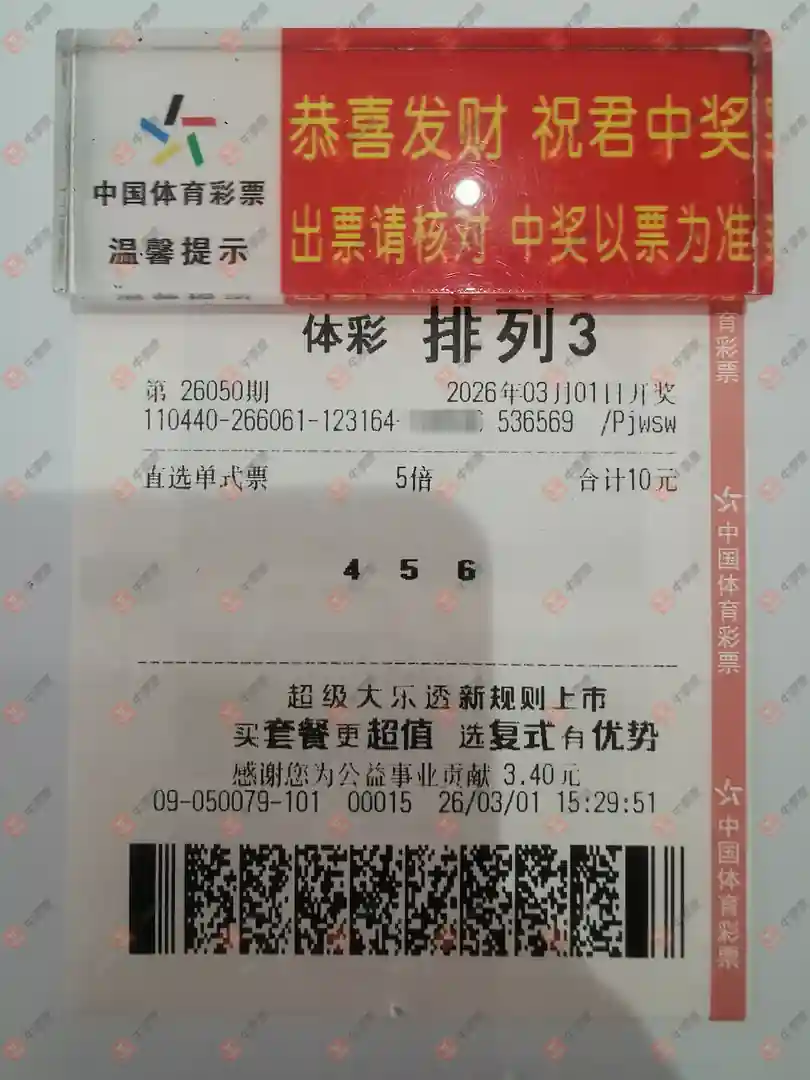 恭喜发财 祝君中奖
中国体育彩票
温馨提示
出票请核对 中奖以票为准
体彩 排列3
第 26050期 2026年03月01日开奖
110440-266061-123164- 536569 /Pjwsw
直选单式票 5倍 合计10元
4 5 6
超级大乐透新规则上市
买套餐更超值 选复式有优势
感谢您为公益事业贡献 3.40元
09-050079-101 00015 26/03/01 15:29:51
育彩票
中国体育彩票
中国体育彩票